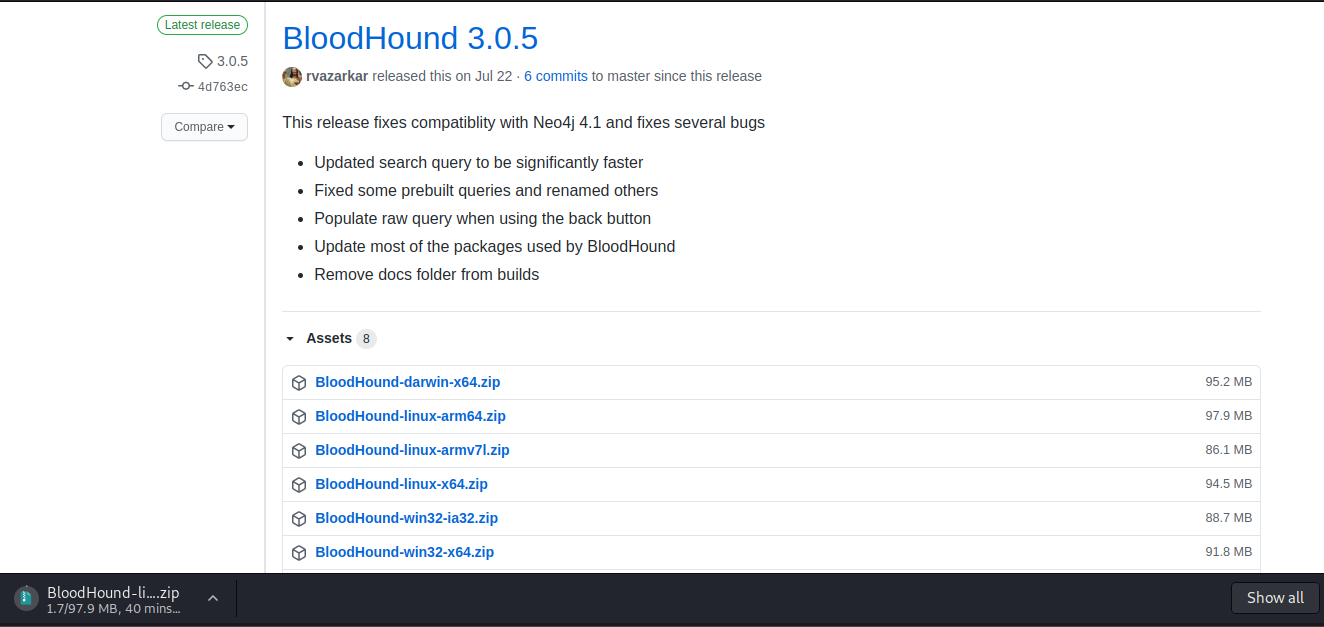 Latest release
3.0.5
4d763ec
Compare
BloodHound 3.0.5
rvazarkar released this on Jul 22 · 6 commits to master since this release
This release fixes compatiblity with Neo4j 4.1 and fixes several bugs
• Updated search query to be significantly faster
• Fixed some prebuilt queries and renamed others
• Populate raw query when using the back button
• Update most of the packages used by BloodHound
• Remove docs folder from builds
Assets 8
BloodHound-darwin-x64.zip 95.2 MB
BloodHound-linux-arm64.zip 97.9 MB
BloodHound-linux-armv7l.zip 86.1 MB
BloodHound-linux-x64.zip 94.5 MB
BloodHound-win32-ia32.zip 88.7 MB
BloodHound-win32-x64.zip 91.8 MB
BloodHound-li....zip
1.7/97.9 MB, 40 mins...
Show all